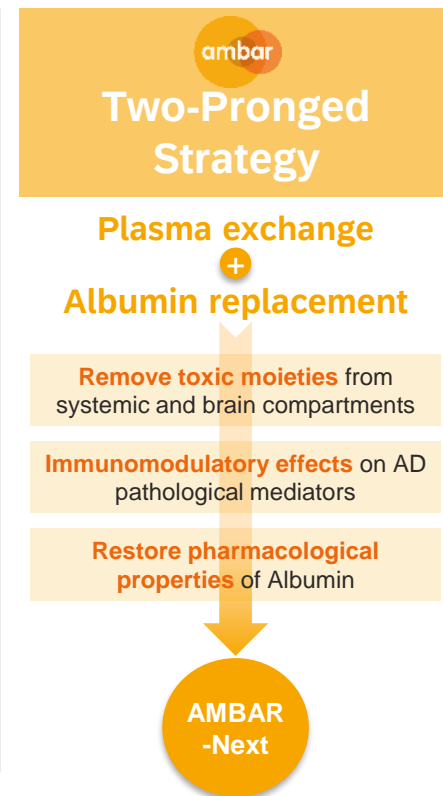 ambar
Two-Pronged
Strategy
Plasma exchange
+
Albumin replacement
Remove toxic moieties from
systemic and brain compartments
Immunomodulatory effects on AD
pathological mediators
Restore pharmacological
properties of Albumin
AMBAR
-Next